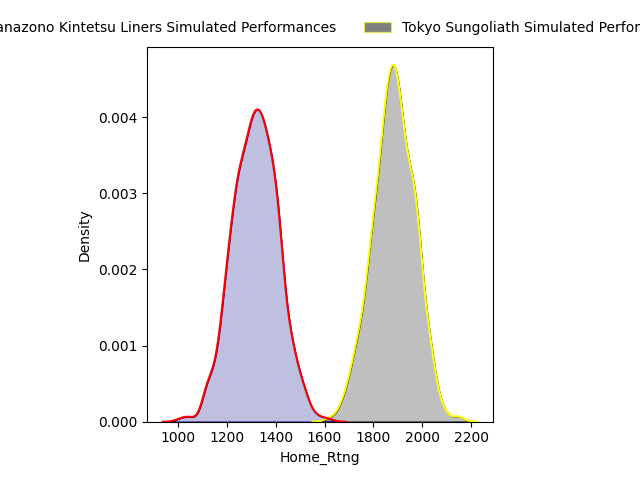 anazono Kintetsu Liners Simulated Performances
Tokyo Sungoliath Simulated Perfor
0.004
0.003
0.002
0.001
0.000
Density
1000 1200 1400 1600 1800 2000 2200
Home_Rtng